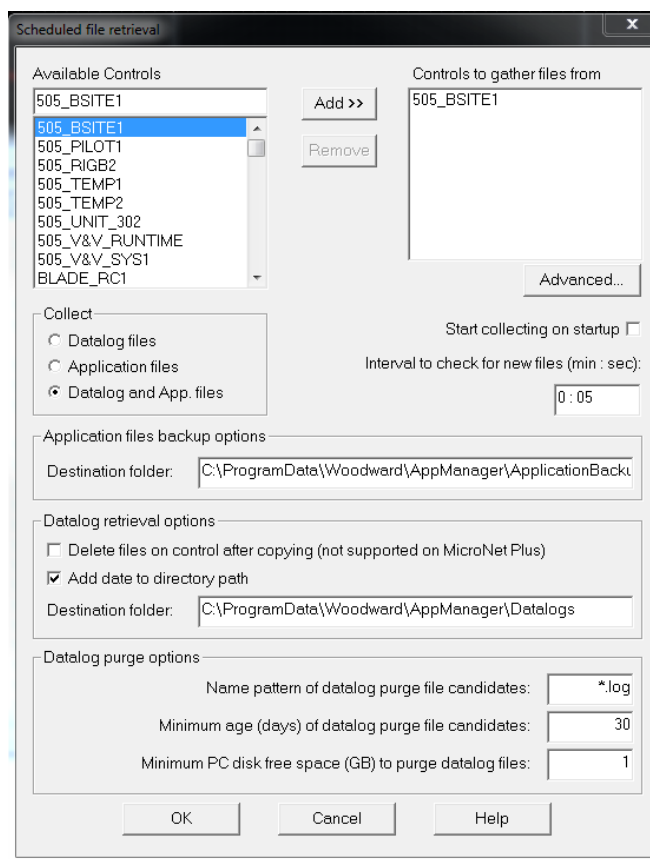 Scheduled file retrieval
x
Available Controls
Controls to gather files from
505_BSITE1
Add >>
505_BSITE1
505_BSITE1
505_PILOT1
Remove
505_RIGB2
505_TEMP1
505_TEMP2
505_UNIT_302
505_V&V_RUNTIME
505_V&V_SYS1
BLADE_RC1
Advanced...
Collect
Start collecting on startup
Datalog files
Application files
Interval to check for new files (min : sec):
Datalog and App. files
0 : 05
Application files backup options
Destination folder: C:\ProgramData\Woodward\AppManager\ApplicationBacku
Datalog retrieval options
Delete files on control after copying (not supported on MicroNet Plus)
Add date to directory path
Destination folder: C:\ProgramData\Woodward\AppManager\Datalogs
Datalog purge options
Name pattern of datalog purge file candidates: *.log
Minimum age (days) of datalog purge file candidates: 30
Minimum PC disk free space (GB) to purge datalog files: 1
OK Cancel Help